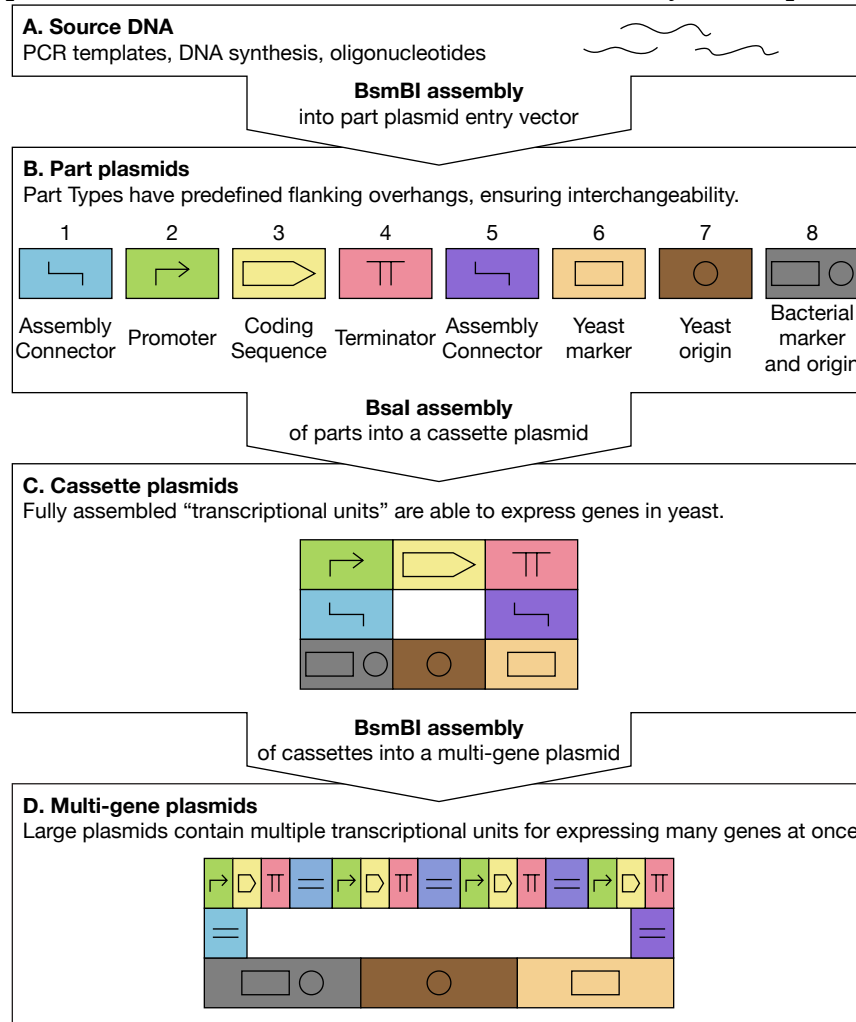 A. Source DNA
PCR templates, DNA synthesis, oligonucleotides
BsmBI assembly
into part plasmid entry vector
B. Part plasmids
Part Types have predefined flanking overhangs, ensuring interchangeability.
1 2 3 4 5 6 7 8
Assembly Connector
Promoter
Coding Sequence
Terminator
Assembly Connector
Yeast marker
Yeast origin
Bacterial marker and origin
BsaI assembly
of parts into a cassette plasmid
C. Cassette plasmids
Fully assembled “transcriptional units” are able to express genes in yeast.
BsmBI assembly
of cassettes into a multi-gene plasmid
D. Multi-gene plasmids
Large plasmids contain multiple transcriptional units for expressing many genes at once